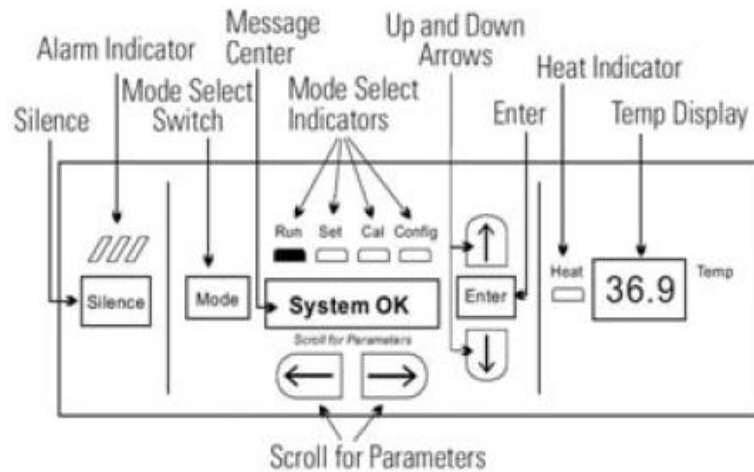 Message
Center
Up and Down
Arrows
Alarm Indicator
Heat Indicator
Mode Select
Switch
Mode Select
Indicators
Silence
Enter
Temp Display
Run Set Cal Config
Heat
Temp
Silence
Mode
System OK
Enter
36.9
Scroll for Parameters
Scroll for Parameters